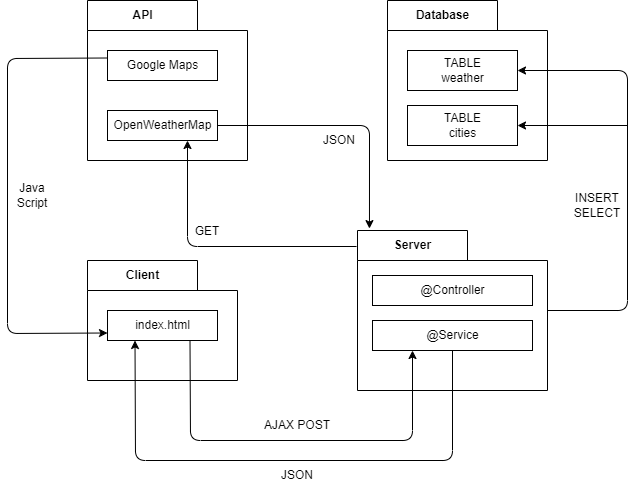 API
Database
Google Maps
TABLE
weather
OpenWeatherMap
TABLE
cities
JSON
Java
Script
INSERT
SELECT
GET
Server
Client
@Controller
index.html
@Service
AJAX POST
JSON